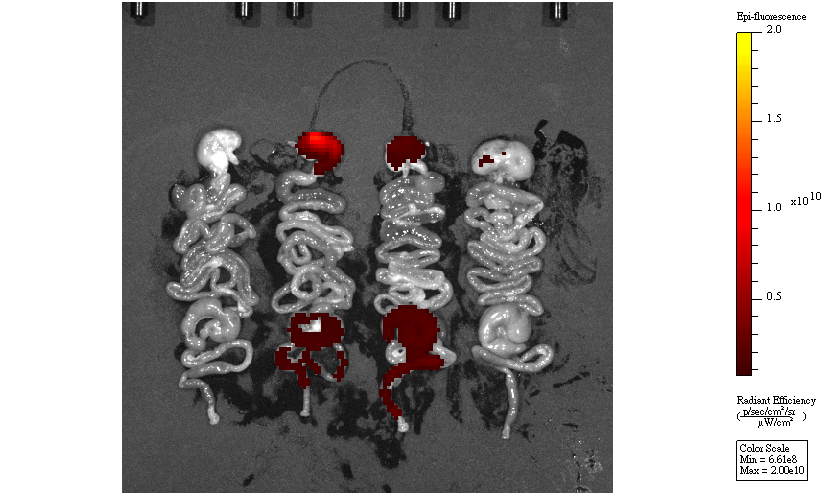 Epi-fluorescence
2.0
1.5
1.0
x10^10
0.5
Radiant Efficiency
(p/sec/cm²/sr / µW/cm²)
Color Scale
Min = 6.61e8
Max = 2.00e10